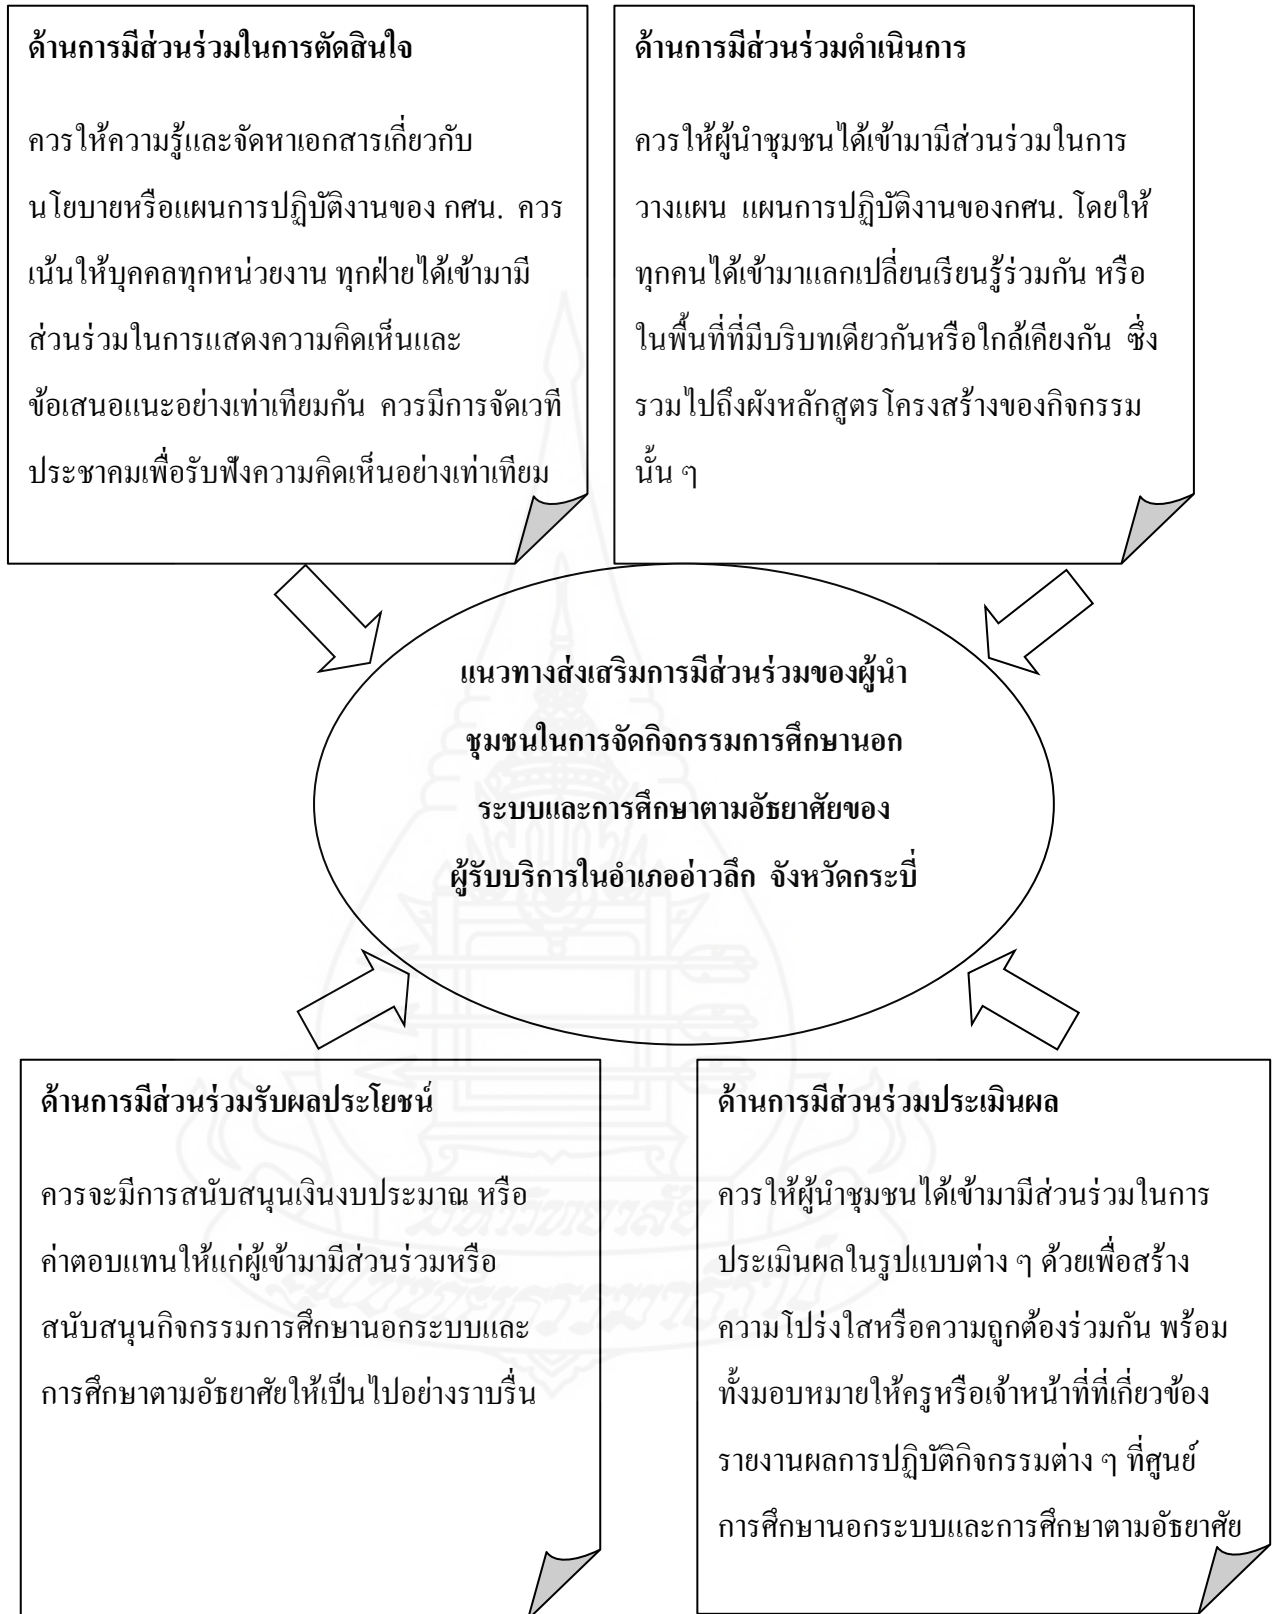 ด้านการมีส่วนร่วมในการตัดสินใจ
ควรให้ความรู้และจัดหาเอกสารเกี่ยวกับ
นโยบายหรือแผนการปฏิบัติงานของ กศน. ควร
เน้นให้บุคคลทุกหน่วยงาน ทุกฝ่ายได้เข้ามามี
ส่วนร่วมในการแสดงความคิดเห็นและ
ข้อเสนอแนะอย่างเท่าเทียมกัน ควรมีการจัดเวที
ประชาคมเพื่อรับฟังความคิดเห็นอย่างเท่าเทียม
ด้านการมีส่วนร่วมดำเนินการ
ควรให้ผู้นำชุมชนได้เข้ามามีส่วนร่วมในการ
วางแผน แผนการปฏิบัติงานของกศน. โดยให้
ทุกคนได้เข้ามาแลกเปลี่ยนเรียนรู้ร่วมกัน หรือ
ในพื้นที่ที่มีบริบทเดียวกันหรือใกล้เคียงกัน ซึ่ง
รวมไปถึงผังหลักสูตรโครงสร้างของกิจกรรม
นั้น ๆ
แนวทางส่งเสริมการมีส่วนร่วมของผู้นำ
ชุมชนในการจัดกิจกรรมการศึกษานอก
ระบบและการศึกษาตามอัธยาศัยของ
ผู้รับบริการในอำเภออ่าวลึก จังหวัดกระบี่
ด้านการมีส่วนร่วมรับผลประโยชน์
ควรจะมีการสนับสนุนเงินงบประมาณ หรือ
ค่าตอบแทนให้แก่ผู้เข้ามามีส่วนร่วมหรือ
สนับสนุนกิจกรรมการศึกษานอกระบบและ
การศึกษาตามอัธยาศัยให้เป็นไปอย่างราบรื่น
ด้านการมีส่วนร่วมประเมินผล
ควรให้ผู้นำชุมชนได้เข้ามามีส่วนร่วมในการ
ประเมินผลในรูปแบบต่าง ๆ ด้วยเพื่อสร้าง
ความโปร่งใสหรือความถูกต้องร่วมกัน พร้อม
ทั้งมอบหมายให้ครูหรือเจ้าหน้าที่ที่เกี่ยวข้อง
รายงานผลการปฏิบัติกิจกรรมต่าง ๆ ที่ศูนย์
การศึกษานอกระบบและการศึกษาตามอัธยาศัย
มหาวิทยาลัย
สุโขทัยธรรมาธิราช